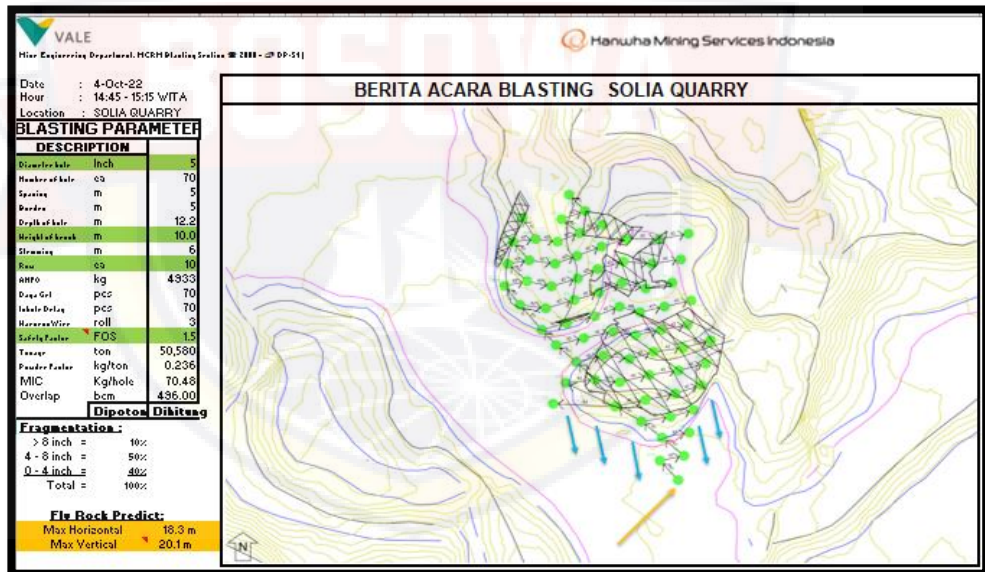 VALE
Hanwha Mining Services Indonesia
Mine Engineering Department. MCRM Blasting Section
Date : 4-Oct-22
Hour : 14:45 - 15:15 WITA
Location : SOLIA QUARRY
BERITA ACARA BLASTING SOLIA QUARRY
BLASTING PARAMETER
DESCRIPTION
Diameter hole Inch 5
Number of hole ea 70
Spacing m 5
Burden m 5
Depth of hole m 12.2
Height of bench m 10.0
Stemming m 6
Row ea 10
ANFO kg 4933
Daya Gel pcs 70
Inhole Delay pcs 70
Harness Wire roll 3
Safety Factor FOS 1.5
Tonage ton 50,580
Powder Factor kg/ton 0.236
MIC Kg/hole 70.48
Overlap bcm 496.00
Dipoton Dihitung
Fragmentation :
> 8 inch = 10%
4 - 8 inch = 50%
0 - 4 inch = 40%
Total = 100%
Fly Rock Predict:
Max Horizontal 18.3 m
Max Vertical 20.1 m
N